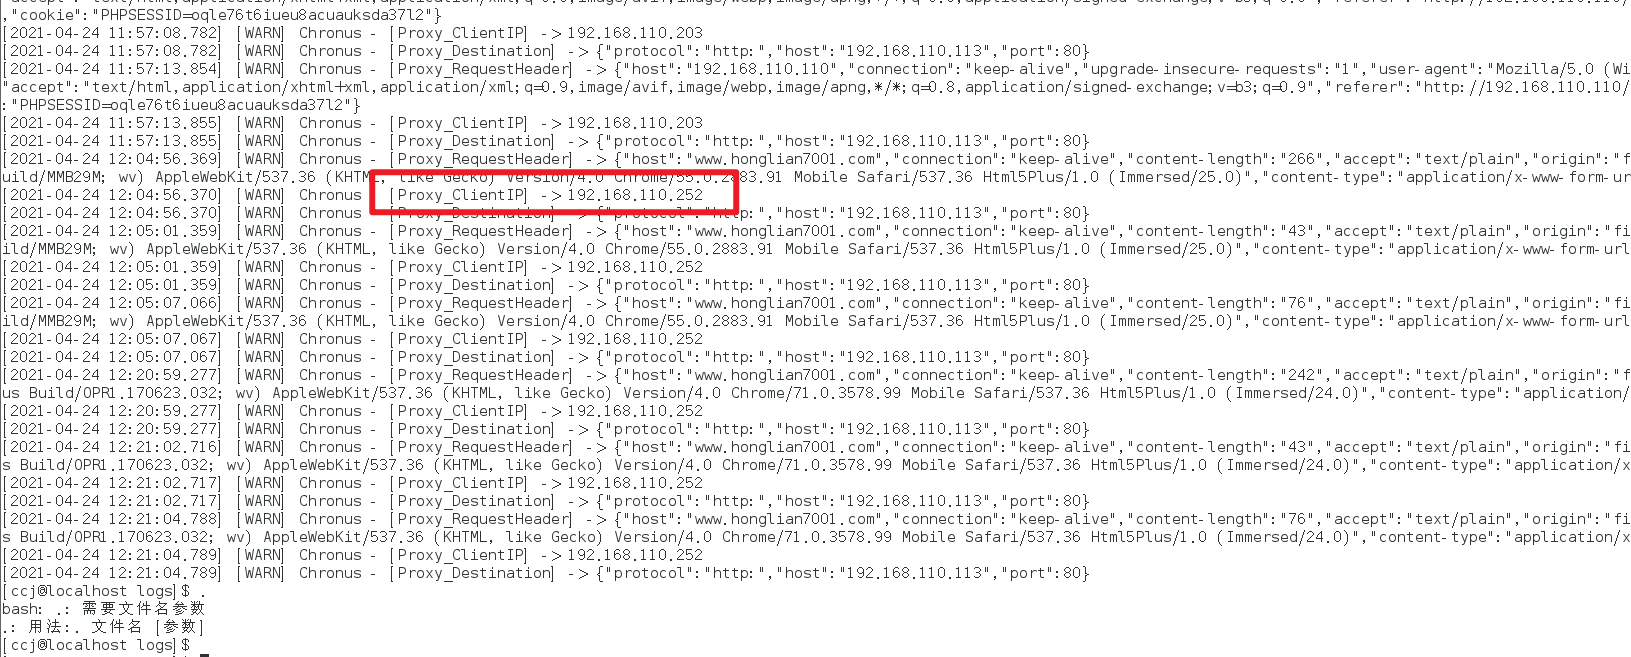 ,"cookie":"PHPSESSID=oqle76t6iueu8acuauksda37l2"}
[2021-04-24 11:57:08.782] [WARN] Chronus - [Proxy_ClientIP] ->192.168.110.203
[2021-04-24 11:57:08.782] [WARN] Chronus - [Proxy_Destination] -> {"protocol":"http:","host":"192.168.110.113","port":80}
[2021-04-24 11:57:13.854] [WARN] Chronus - [Proxy_RequestHeader] -> {"host":"192.168.110.110","connection":"keep-alive","upgrade-insecure-requests":"1","user-agent":"Mozilla/5.0 (Wi
"accept":"text/html,application/xhtml+xml,application/xml;q=0.9,image/avif,image/webp,image/apng,*/*;q=0.8,application/signed-exchange;v=b3;q=0.9","referer":"http://192.168.110.110/
:"PHPSESSID=oqle76t6iueu8acuauksda37l2"}
[2021-04-24 11:57:13.855] [WARN] Chronus - [Proxy_ClientIP] ->192.168.110.203
[2021-04-24 11:57:13.855] [WARN] Chronus - [Proxy_Destination] -> {"protocol":"http:","host":"192.168.110.113","port":80}
[2021-04-24 12:04:56.369] [WARN] Chronus - [Proxy_RequestHeader] -> {"host":"www.honglian7001.com","connection":"keep-alive","content-length":"266","accept":"text/plain","origin":"f
uild/MMB29M; wv) AppleWebKit/537.36 (KHTML, like Gecko) Version/4.0 Chrome/55.0.2883.91 Mobile Safari/537.36 Html5Plus/1.0 (Immersed/25.0)","content-type":"application/x-www-form-ur
[2021-04-24 12:04:56.370] [WARN] Chronus - [Proxy_ClientIP] ->192.168.110.252
[2021-04-24 12:04:56.370] [WARN] Chronus - [Proxy_Destination] -> {"protocol":"http:","host":"192.168.110.113","port":80}
[2021-04-24 12:05:01.359] [WARN] Chronus - [Proxy_RequestHeader] -> {"host":"www.honglian7001.com","connection":"keep-alive","content-length":"43","accept":"text/plain","origin":"fi
ild/MMB29M; wv) AppleWebKit/537.36 (KHTML, like Gecko) Version/4.0 Chrome/55.0.2883.91 Mobile Safari/537.36 Html5Plus/1.0 (Immersed/25.0)","content-type":"application/x-www-form-url
[2021-04-24 12:05:01.359] [WARN] Chronus - [Proxy_ClientIP] ->192.168.110.252
[2021-04-24 12:05:01.359] [WARN] Chronus - [Proxy_Destination] -> {"protocol":"http:","host":"192.168.110.113","port":80}
[2021-04-24 12:05:07.066] [WARN] Chronus - [Proxy_RequestHeader] -> {"host":"www.honglian7001.com","connection":"keep-alive","content-length":"76","accept":"text/plain","origin":"fi
ild/MMB29M; wv) AppleWebKit/537.36 (KHTML, like Gecko) Version/4.0 Chrome/55.0.2883.91 Mobile Safari/537.36 Html5Plus/1.0 (Immersed/25.0)","content-type":"application/x-www-form-url
[2021-04-24 12:05:07.067] [WARN] Chronus - [Proxy_ClientIP] ->192.168.110.252
[2021-04-24 12:05:07.067] [WARN] Chronus - [Proxy_Destination] -> {"protocol":"http:","host":"192.168.110.113","port":80}
[2021-04-24 12:20:59.277] [WARN] Chronus - [Proxy_RequestHeader] -> {"host":"www.honglian7001.com","connection":"keep-alive","content-length":"242","accept":"text/plain","origin":"f
us Build/OPR1.170623.032; wv) AppleWebKit/537.36 (KHTML, like Gecko) Version/4.0 Chrome/71.0.3578.99 Mobile Safari/537.36 Html5Plus/1.0 (Immersed/24.0)","content-type":"application/
[2021-04-24 12:20:59.277] [WARN] Chronus - [Proxy_ClientIP] ->192.168.110.252
[2021-04-24 12:20:59.277] [WARN] Chronus - [Proxy_Destination] -> {"protocol":"http:","host":"192.168.110.113","port":80}
[2021-04-24 12:21:02.716] [WARN] Chronus - [Proxy_RequestHeader] -> {"host":"www.honglian7001.com","connection":"keep-alive","content-length":"43","accept":"text/plain","origin":"fi
s Build/OPR1.170623.032; wv) AppleWebKit/537.36 (KHTML, like Gecko) Version/4.0 Chrome/71.0.3578.99 Mobile Safari/537.36 Html5Plus/1.0 (Immersed/24.0)","content-type":"application/x
[2021-04-24 12:21:02.717] [WARN] Chronus - [Proxy_ClientIP] ->192.168.110.252
[2021-04-24 12:21:02.717] [WARN] Chronus - [Proxy_Destination] -> {"protocol":"http:","host":"192.168.110.113","port":80}
[2021-04-24 12:21:04.788] [WARN] Chronus - [Proxy_RequestHeader] -> {"host":"www.honglian7001.com","connection":"keep-alive","content-length":"76","accept":"text/plain","origin":"fi
s Build/OPR1.170623.032; wv) AppleWebKit/537.36 (KHTML, like Gecko) Version/4.0 Chrome/71.0.3578.99 Mobile Safari/537.36 Html5Plus/1.0 (Immersed/24.0)","content-type":"application/x
[2021-04-24 12:21:04.789] [WARN] Chronus - [Proxy_ClientIP] ->192.168.110.252
[2021-04-24 12:21:04.789] [WARN] Chronus - [Proxy_Destination] -> {"protocol":"http:","host":"192.168.110.113","port":80}
[ccj@localhost logs]$ .
bash: .: 需要文件名参数
.: 用法:. 文件名 [参数]
[ccj@localhost logs]$